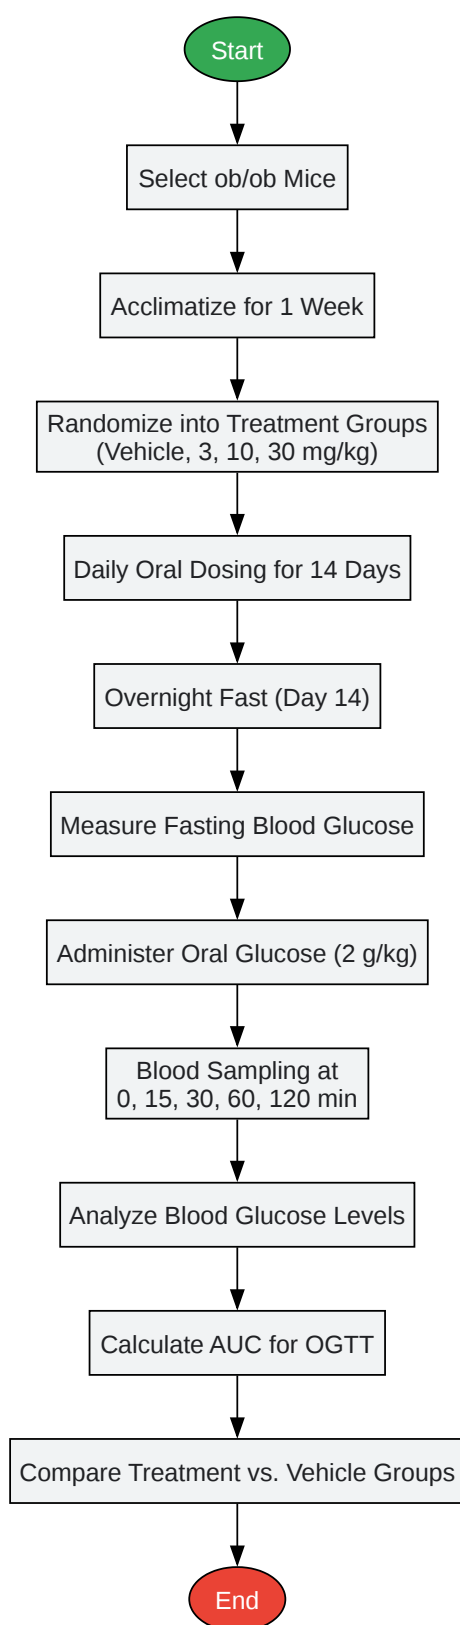 Start
Select ob/ob Mice
Acclimatize for 1 Week
Randomize into Treatment Groups
(Vehicle, 3, 10, 30 mg/kg)
Daily Oral Dosing for 14 Days
Overnight Fast (Day 14)
Measure Fasting Blood Glucose
Administer Oral Glucose (2 g/kg)
Blood Sampling at
0, 15, 30, 60, 120 min
Analyze Blood Glucose Levels
Calculate AUC for OGTT
Compare Treatment vs. Vehicle Groups
End